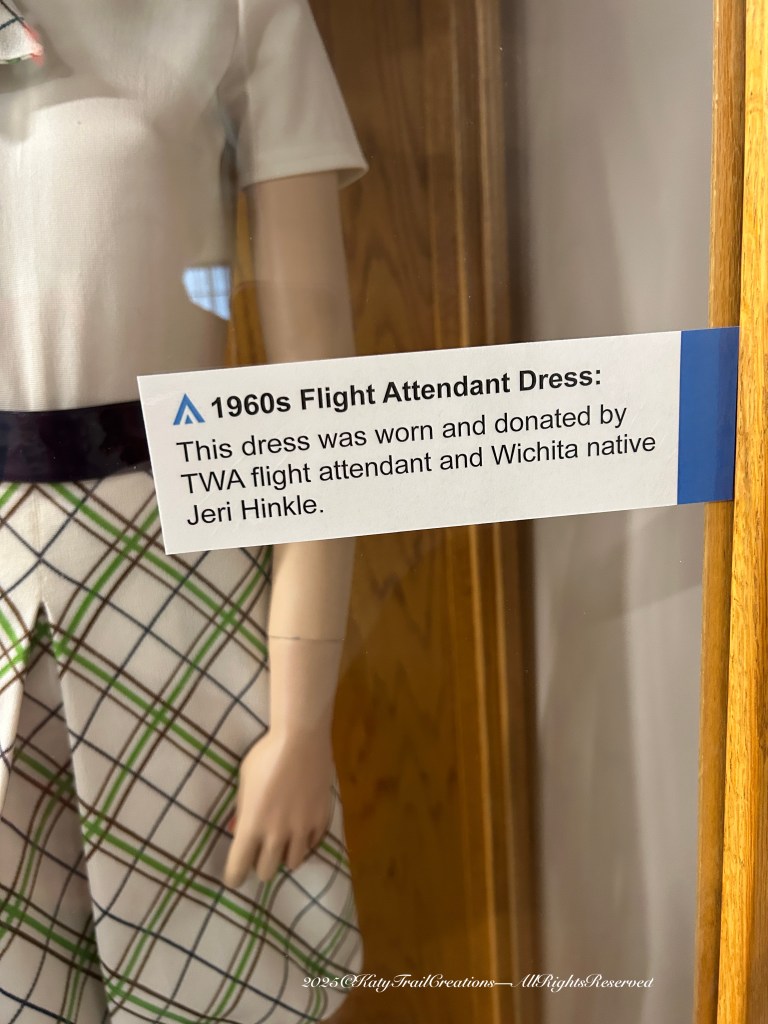 1960s Flight Attendant Dress:
This dress was worn and donated by
TWA flight attendant and Wichita native
Jeri Hinkle.
2025©KatyTrailCreations—AllRightsReserved